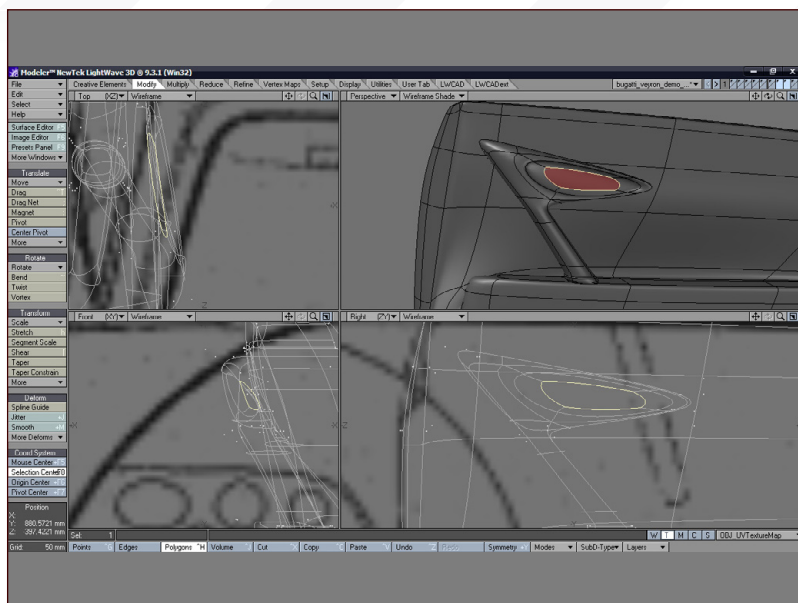 Modeler™ NewTek LightWave 3D ® 9.3.1 (Win32)
File
Creative Elements Modify Multiply Reduce Refine Vertex Maps Setup Display Utilities User Tab LWCAD LWCADext
bugatti_veyron_demo_...* 1
Edit
Select
Help
Surface Editor
Image Editor
Presets Panel
More Windows
Translate
Move
Drag
Drag Net
Magnet
Pivot
Center Pivot
More
Rotate
Rotate
Bend
Twist
Vortex
Transform
Scale
Stretch
Segment Scale
Shear
Taper
Taper Constrain
More
Deform
Spline Guide
Jitter
Smooth
More Deforms
Coord System
Mouse Center
Selection Center
Origin Center
Pivot Center
Position
X:
Y: 880.5721 mm
Z: 397.4221 mm
Grid: 50 mm
Top (XZ) Wireframe
Perspective Wireframe Shade
Front (XY) Wireframe
Right (ZY) Wireframe
Sel: 1
W T M C S OBJ_UVTextureMap
Points Edges Polygons ^H Volume Cut Copy Paste Undo Redo Symmetry Modes SubD-Type Layers